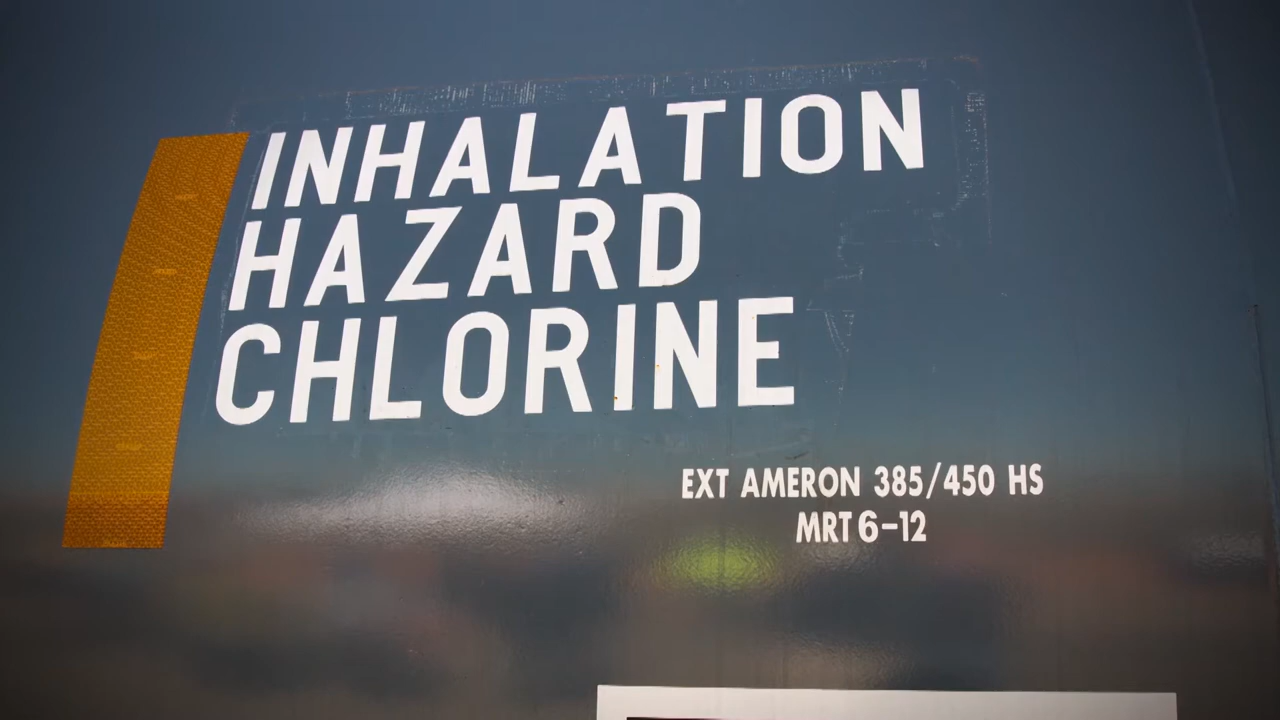 INHALATION
HAZARD
CHLORINE
EXT AMERON 385/450 HS
MRT 6-12